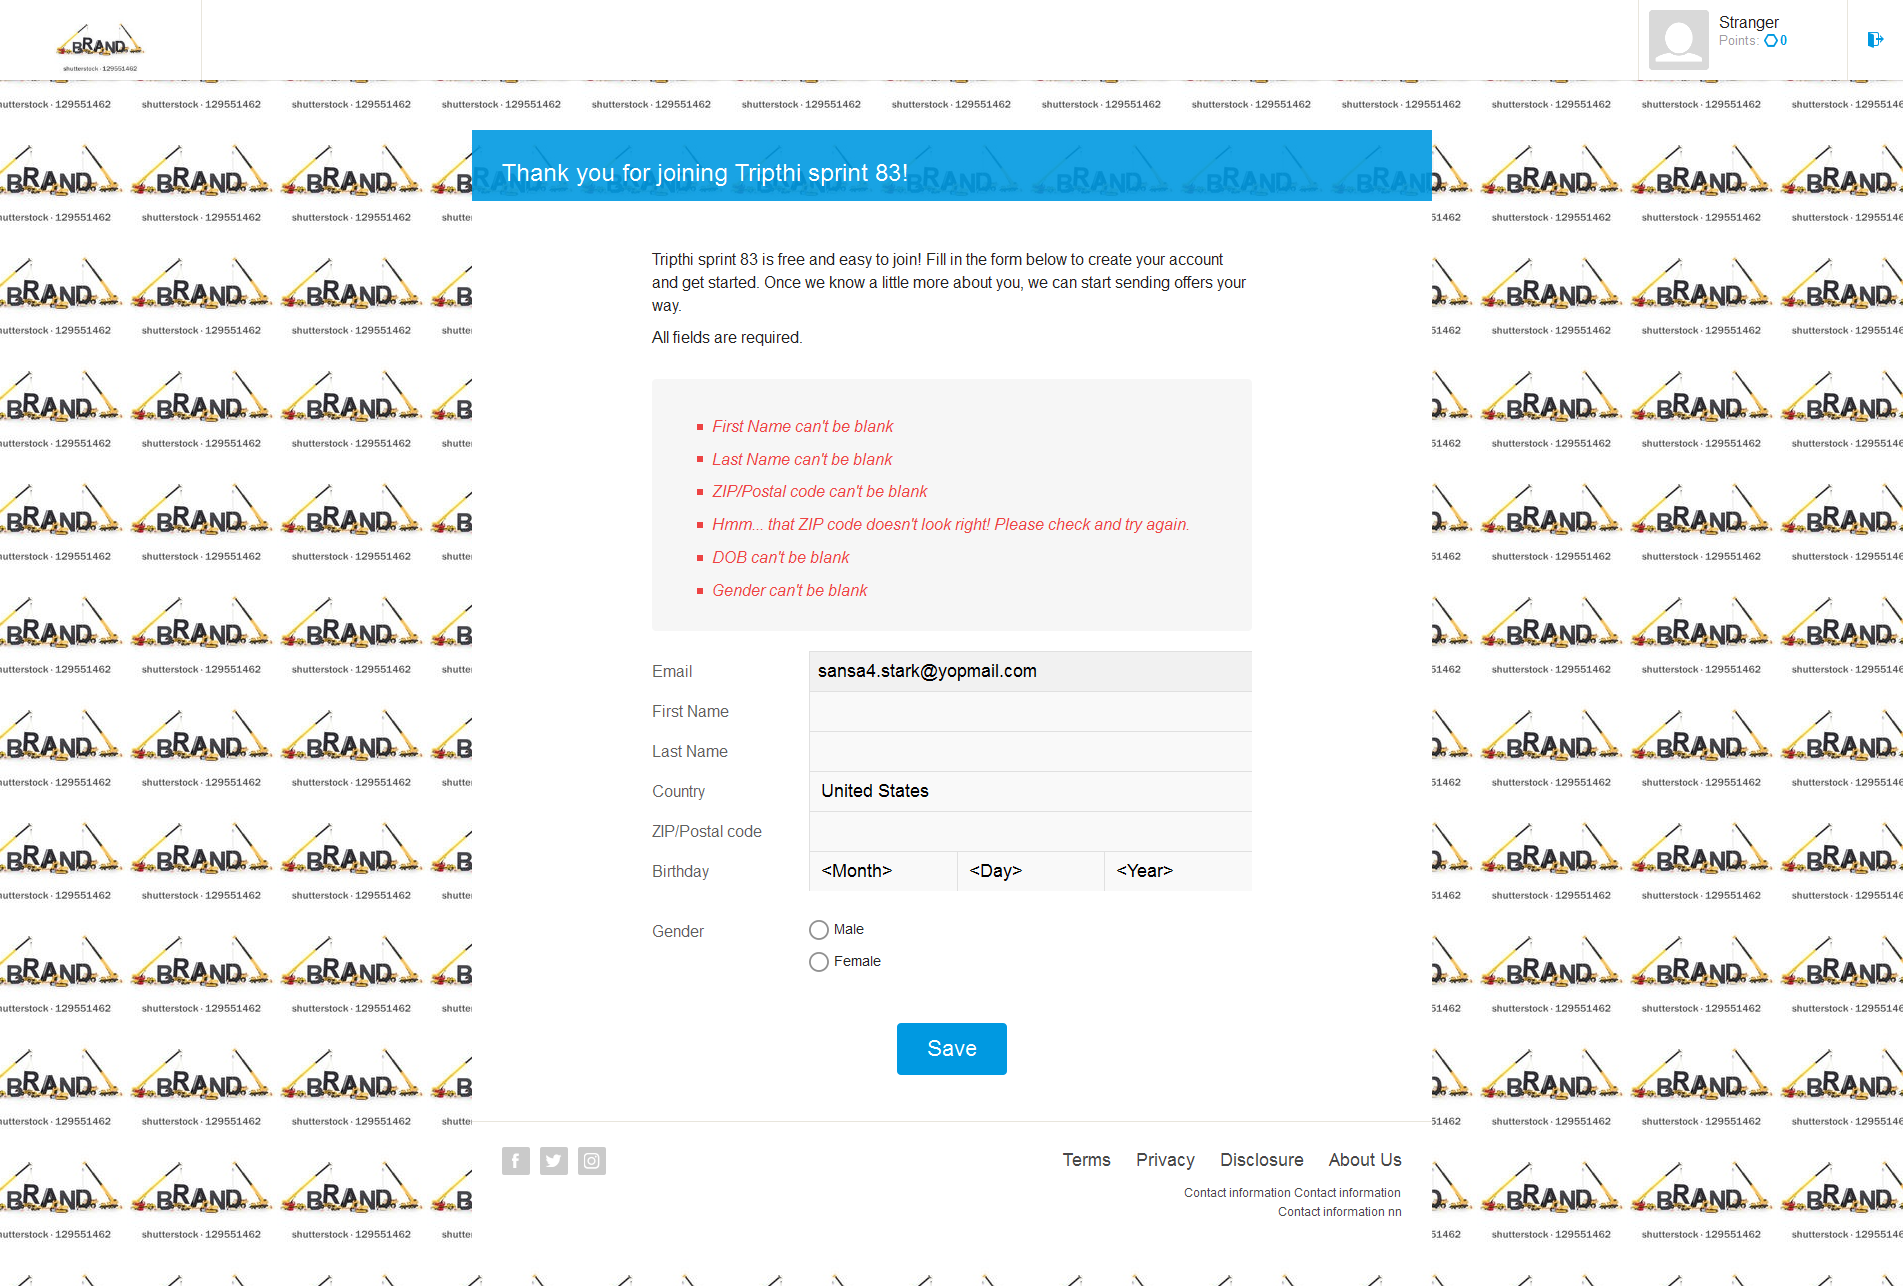 BRAND
shutterstock · 129551462
Stranger
Points: 0
Thank you for joining Tripthi sprint 83!
Tripthi sprint 83 is free and easy to join! Fill in the form below to create your account
and get started. Once we know a little more about you, we can start sending offers your
way.
All fields are required.
First Name can't be blank
Last Name can't be blank
ZIP/Postal code can't be blank
Hmm... that ZIP code doesn't look right! Please check and try again.
DOB can't be blank
Gender can't be blank
Email sansa4.stark@yopmail.com
First Name
Last Name
Country United States
ZIP/Postal code
Birthday <Month> <Day> <Year>
Gender Male
Female
Save
Terms Privacy Disclosure About Us
Contact information Contact information
Contact information nn